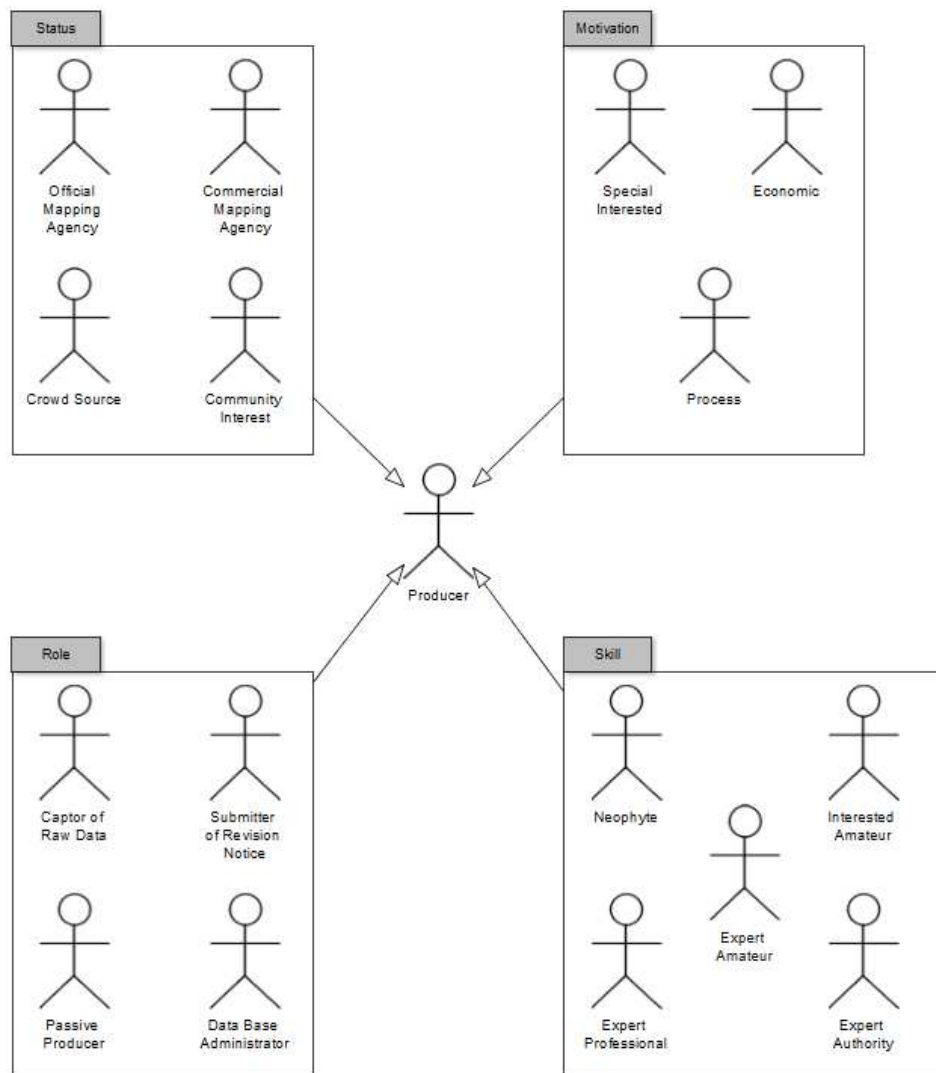 Status
Official
Mapping
Agency
Commercial
Mapping
Agency
Crowd Source
Community
Interest
Motivation
Special
Interested
Economic
Process
Producer
Role
Captor of
Raw Data
Submitter
of Revision
Notice
Passive
Producer
Data Base
Administrator
Skill
Neophyte
Interested
Amateur
Expert
Amateur
Expert
Professional
Expert
Authority